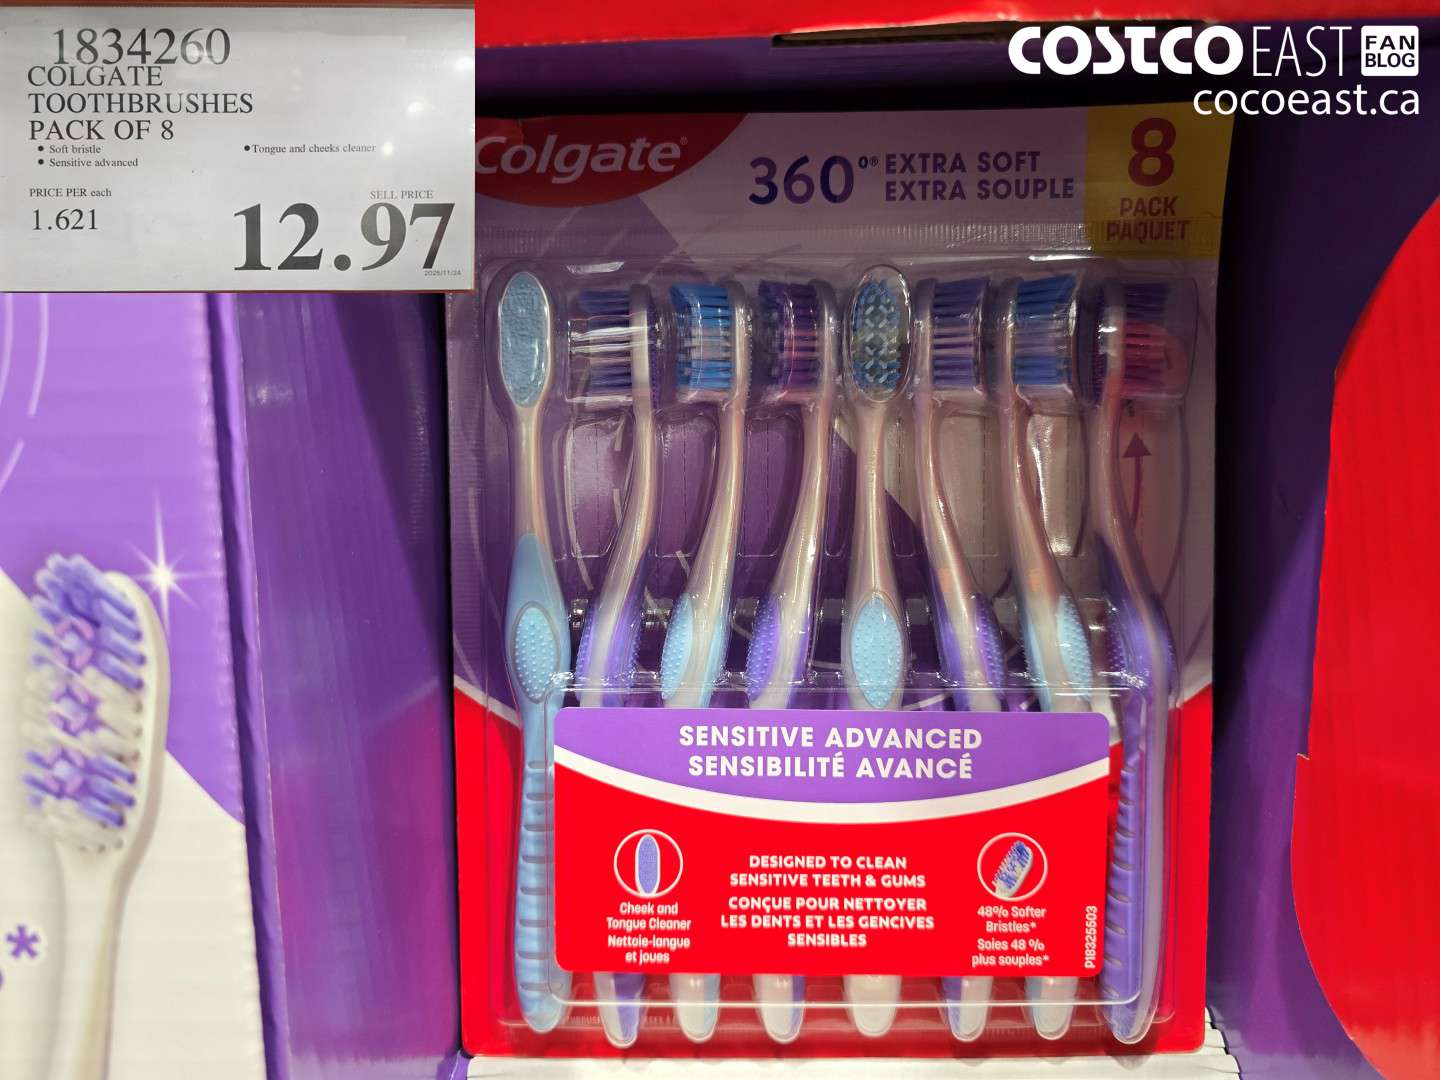 1834260
COLGATE
TOOTHBRUSHES
PACK OF 8
• Soft bristle
• Sensitive advanced
• Tongue and cheeks cleaner
PRICE PER each
1.621
SELL PRICE
12.97
2025/11/24
COSTCO EAST FAN BLOG
cocoeast.ca
Colgate®
360°® EXTRA SOFT
EXTRA SOUPLE
8
PACK
PAQUET
SENSITIVE ADVANCED
SENSIBILITÉ AVANCÉ
Cheek and
Tongue Cleaner
Nettoie-langue
et joues
DESIGNED TO CLEAN
SENSITIVE TEETH & GUMS
CONÇUE POUR NETTOYER
LES DENTS ET LES GENCIVES
SENSIBLES
48% Softer
Bristles*
Soies 48 %
plus souples*
P18325503
*